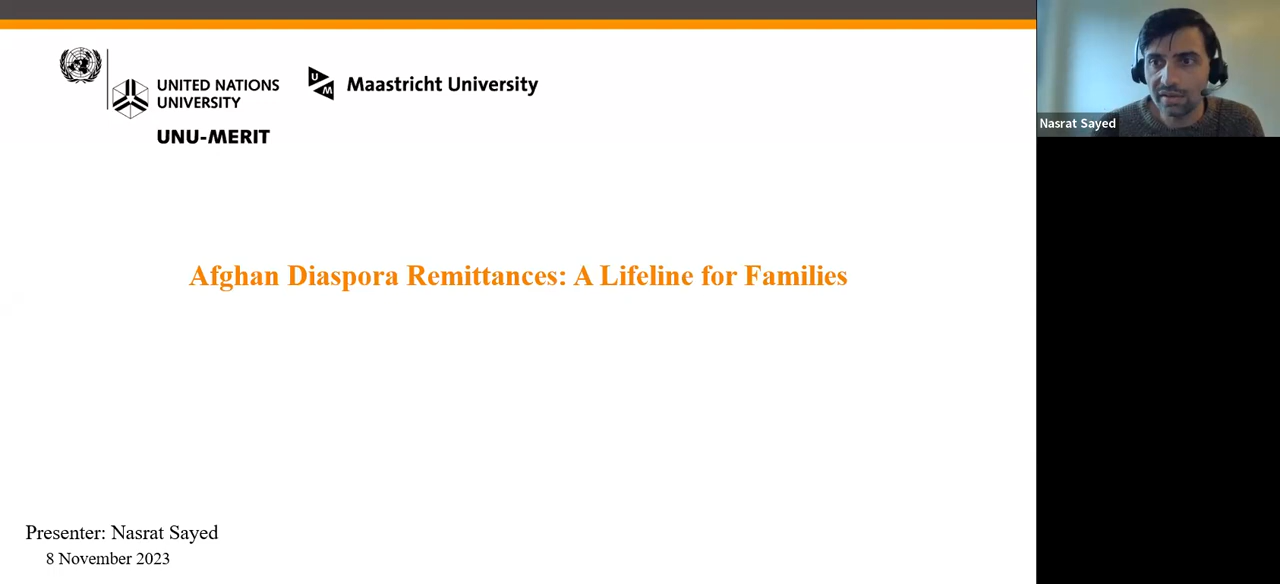 UNITED NATIONS
UNIVERSITY
UNU-MERIT
U
M
Maastricht University
Nasrat Sayed
Afghan Diaspora Remittances: A Lifeline for Families
Presenter: Nasrat Sayed
8 November 2023